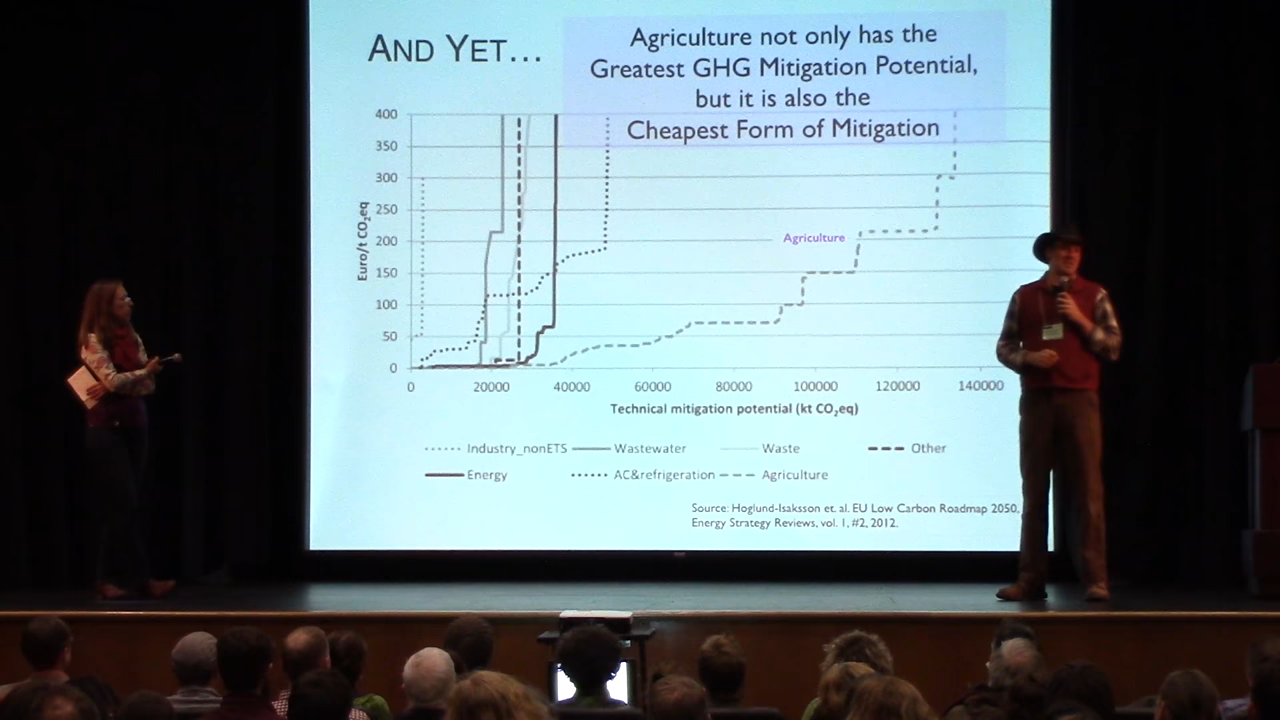 AND YET...
Agriculture not only has the
Greatest GHG Mitigation Potential,
but it is also the
Cheapest Form of Mitigation
400
350
300
250
200
150
100
50
0
Euro/t CO₂eq
Agriculture
0 20000 40000 60000 80000 100000 120000 140000
Technical mitigation potential (kt CO₂eq)
Industry_nonETS Wastewater Waste Other
Energy AC&refrigeration Agriculture
Source: Hoglund-Isaksson et. al. EU Low Carbon Roadmap 2050,
Energy Strategy Reviews, vol. 1, #2, 2012.